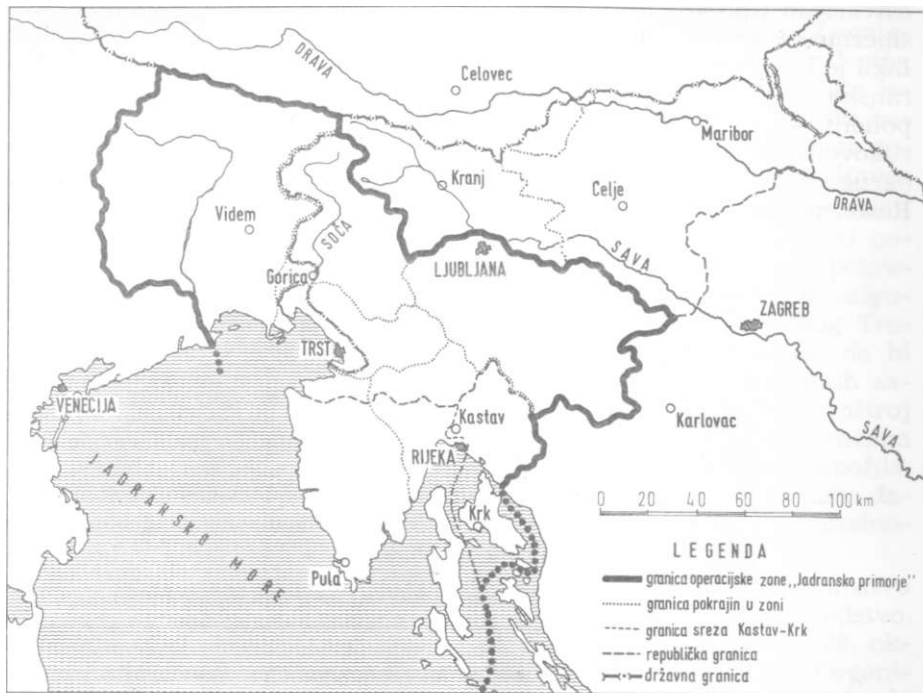 DRAVA
Celovec
Maribor
Kranj
Celje
DRAVA
Videm
SOČA
SAVA
LJUBLJANA
Gorica
ZAGREB
TRST
VENECIJA
Kastav
Karlovac
RIJEKA
SAVA
JADRANSKO MORE
Krk
0 20 40 60 80 100 km
Pula
LEGENDA
granica operacijske zone „Jadransko primorje"
granica pokrajin u zoni
granica sreza Kastav-Krk
republička granica
državna granica